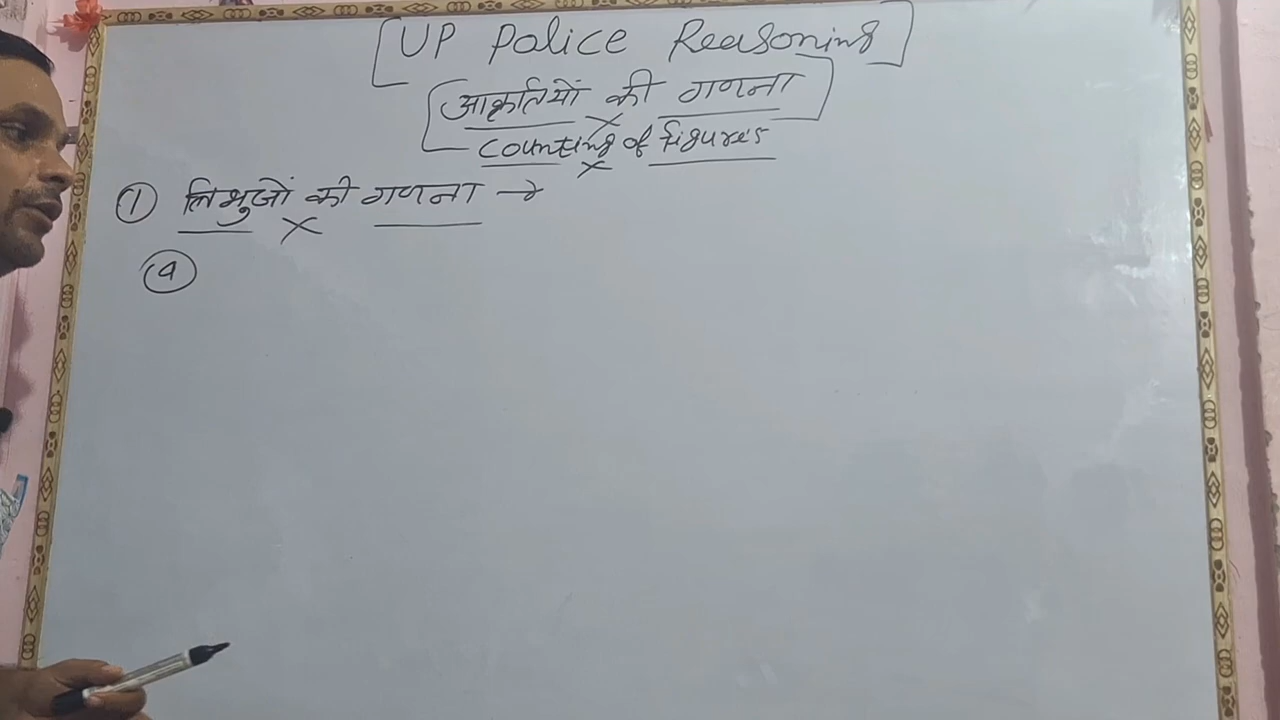 [UP Police Reasoning]
[आकृतियों की गणना]
Counting of figures
① त्रिभुजों की गणना →
ⓐ